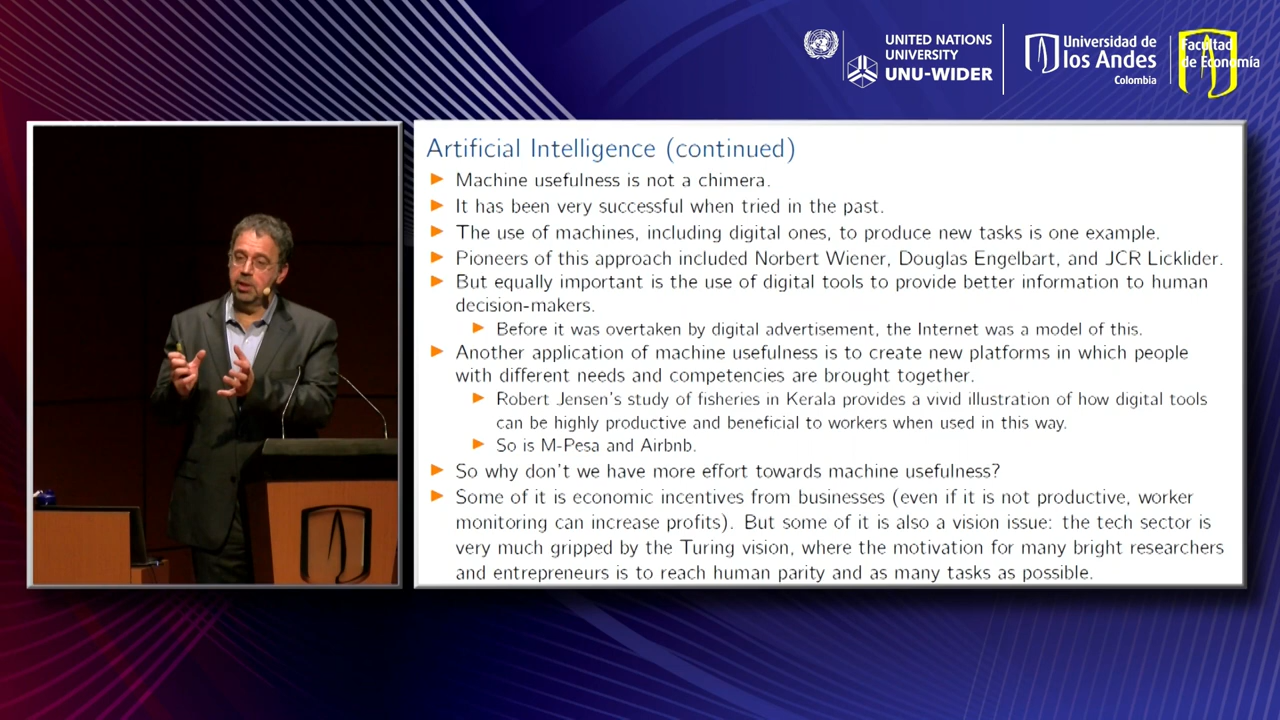 UNITED NATIONS
UNIVERSITY
UNU-WIDER
Universidad de
los Andes
Colombia
Facultad
de Economía
Artificial Intelligence (continued)
Machine usefulness is not a chimera.
It has been very successful when tried in the past.
The use of machines, including digital ones, to produce new tasks is one example.
Pioneers of this approach included Norbert Wiener, Douglas Engelbart, and JCR Licklider.
But equally important is the use of digital tools to provide better information to human
decision-makers.
Before it was overtaken by digital advertisement, the Internet was a model of this.
Another application of machine usefulness is to create new platforms in which people
with different needs and competencies are brought together.
Robert Jensen's study of fisheries in Kerala provides a vivid illustration of how digital tools
can be highly productive and beneficial to workers when used in this way.
So is M-Pesa and Airbnb.
So why don't we have more effort towards machine usefulness?
Some of it is economic incentives from businesses (even if it is not productive, worker
monitoring can increase profits). But some of it is also a vision issue: the tech sector is
very much gripped by the Turing vision, where the motivation for many bright researchers
and entrepreneurs is to reach human parity and as many tasks as possible.